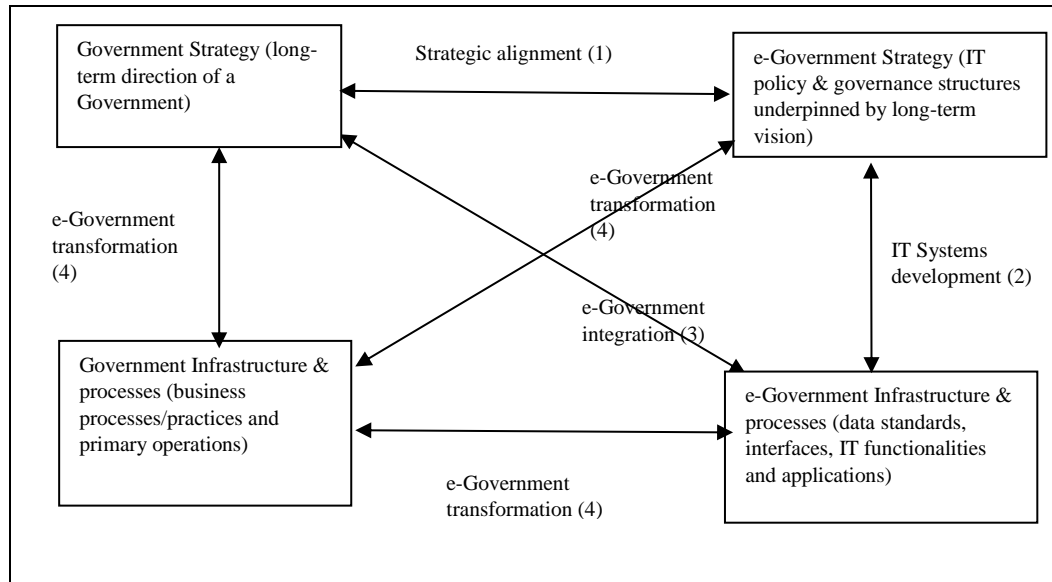 Government Strategy (long-
term direction of a
Government)
Strategic alignment (1)
e-Government Strategy (IT
policy & governance structures
underpinned by long-term
vision)
e-Government
transformation
(4)
e-Government
transformation
(4)
IT Systems
development (2)
e-Government
integration (3)
Government Infrastructure &
processes (business
processes/practices and
primary operations)
e-Government Infrastructure &
processes (data standards,
interfaces, IT functionalities
and applications)
e-Government
transformation (4)